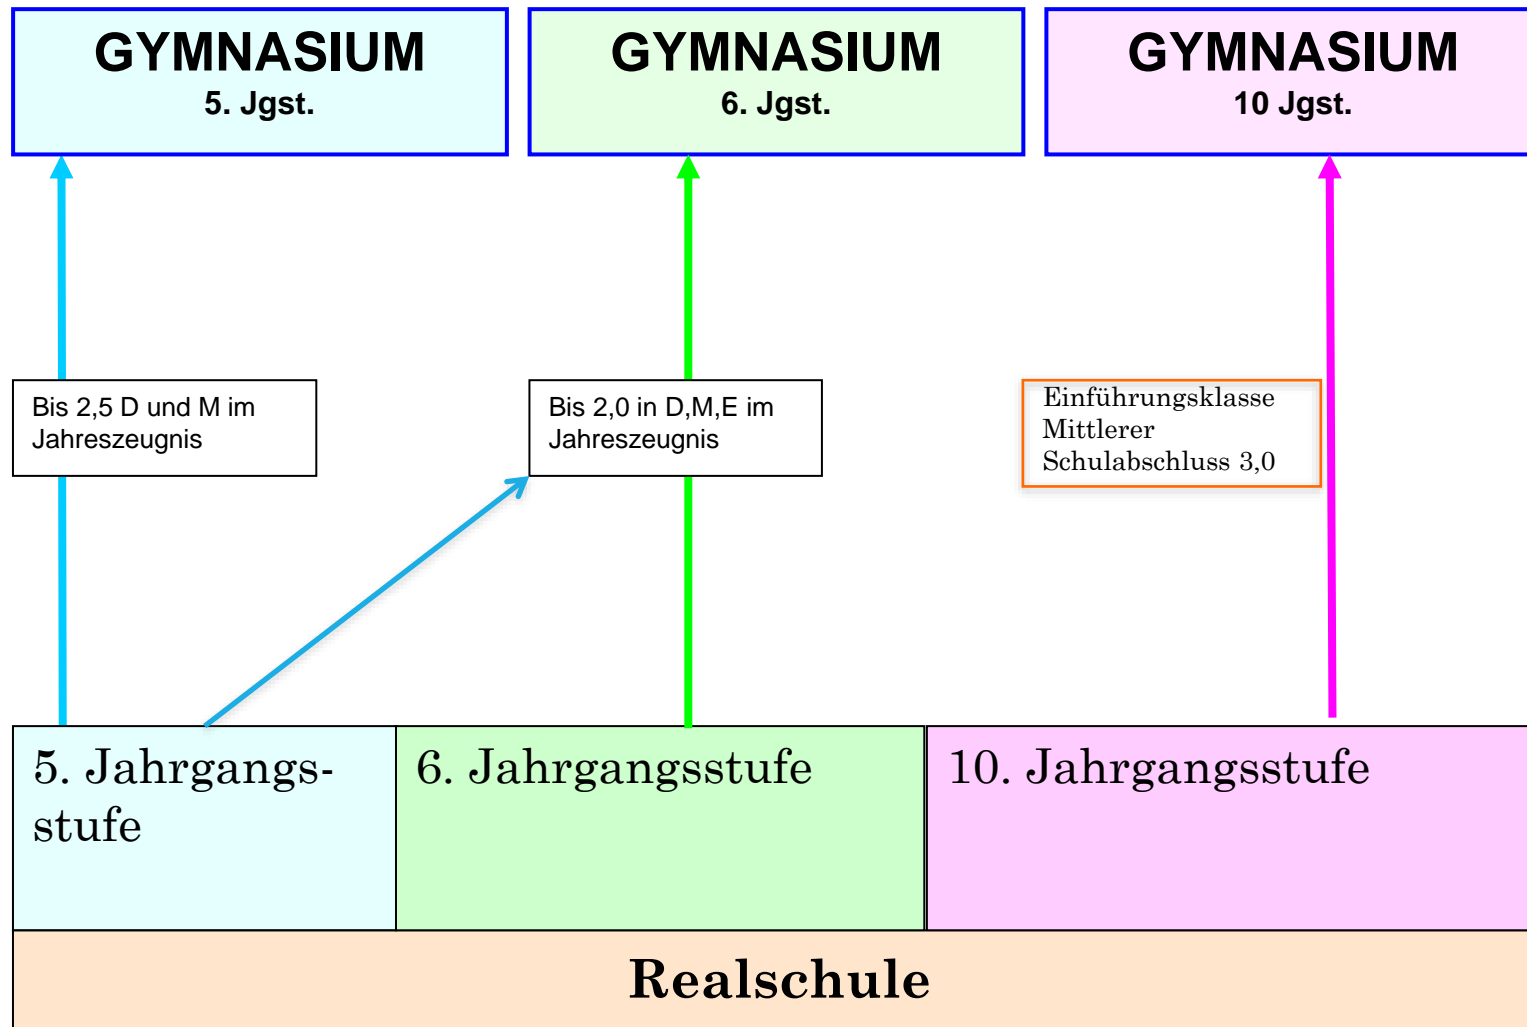 GYMNASIUM
5. Jgst.
GYMNASIUM
6. Jgst.
GYMNASIUM
10 Jgst.
Bis 2,5 D und M im
Jahreszeugnis
Bis 2,0 in D,M,E im
Jahreszeugnis
Einführungsklasse
Mittlerer
Schulabschluss 3,0
5. Jahrgangs-
stufe
6. Jahrgangsstufe
10. Jahrgangsstufe
Realschule